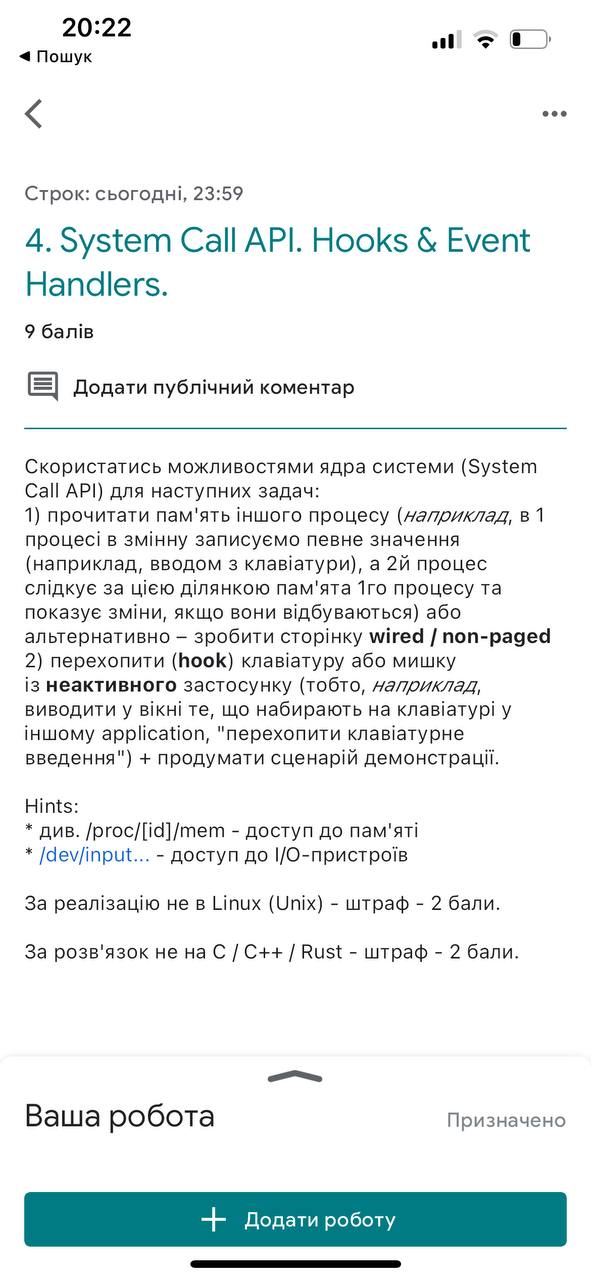 20:22
◀ Пошук
Строк: сьогодні, 23:59
4. System Call API. Hooks & Event
Handlers.
9 балів
Додати публічний коментар
Скористатись можливостями ядра системи (System
Call API) для наступних задач:
1) прочитати пам'ять іншого процесу (наприклад, в 1
процесі в змінну записуємо певне значення
(наприклад, вводом з клавіатури), а 2й процес
слідкує за цією ділянкою пам'ята 1го процесу та
показує зміни, якщо вони відбуваються) або
альтернативно – зробити сторінку wired / non-paged
2) перехопити (hook) клавіатуру або мишку
із неактивного застосунку (тобто, наприклад,
виводити у вікні те, що набирають на клавіатурі у
іншому application, "перехопити клавіатурне
введення") + продумати сценарій демонстрації.
Hints:
* див. /proc/[id]/mem - доступ до пам'яті
* /dev/input... - доступ до I/O-пристроїв
За реалізацію не в Linux (Unix) - штраф - 2 бали.
За розв'язок не на C / C++ / Rust - штраф - 2 бали.
Ваша робота
Призначено
Додати роботу